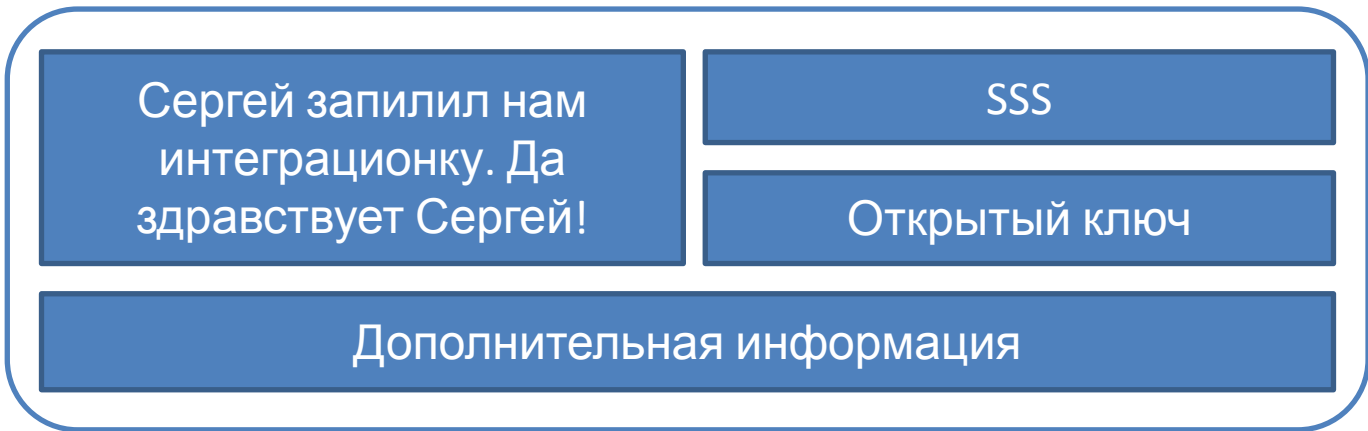 Сергей запилил нам
интеграционку. Да
здравствует Сергей!
SSS
Открытый ключ
Дополнительная информация